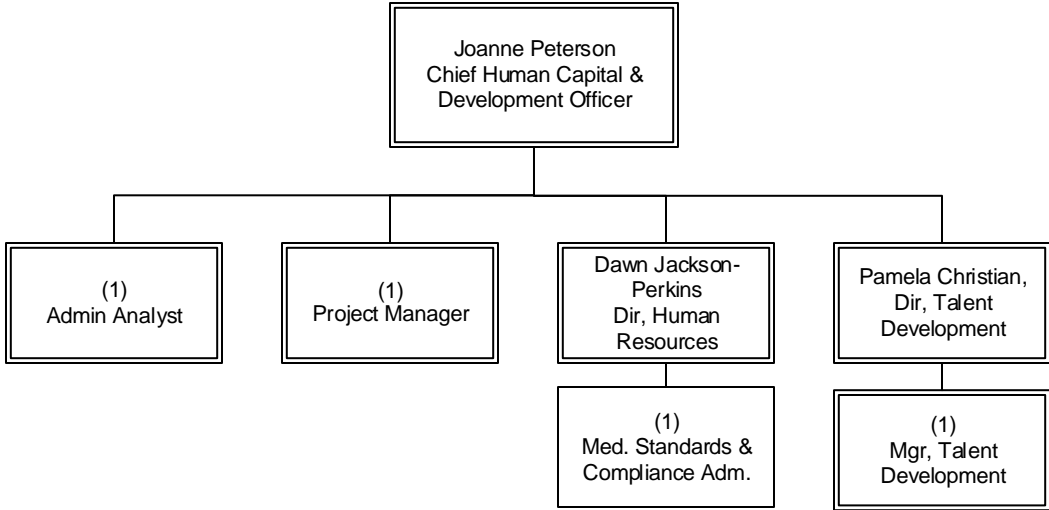 Joanne Peterson
Chief Human Capital &
Development Officer
(1)
Admin Analyst
(1)
Project Manager
Dawn Jackson-
Perkins
Dir, Human
Resources
Pamela Christian,
Dir, Talent
Development
(1)
Med. Standards &
Compliance Adm.
(1)
Mgr, Talent
Development